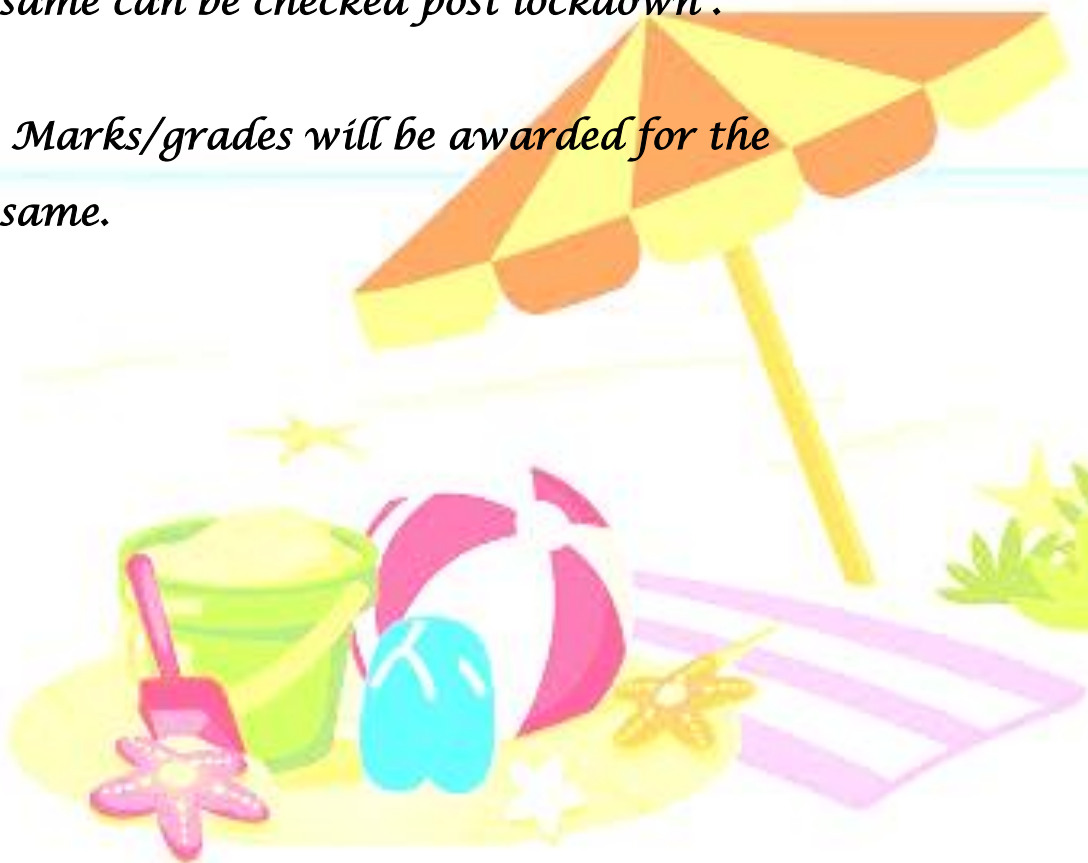 same can be checked post lockdown .
Marks/grades will be awarded for the
same.